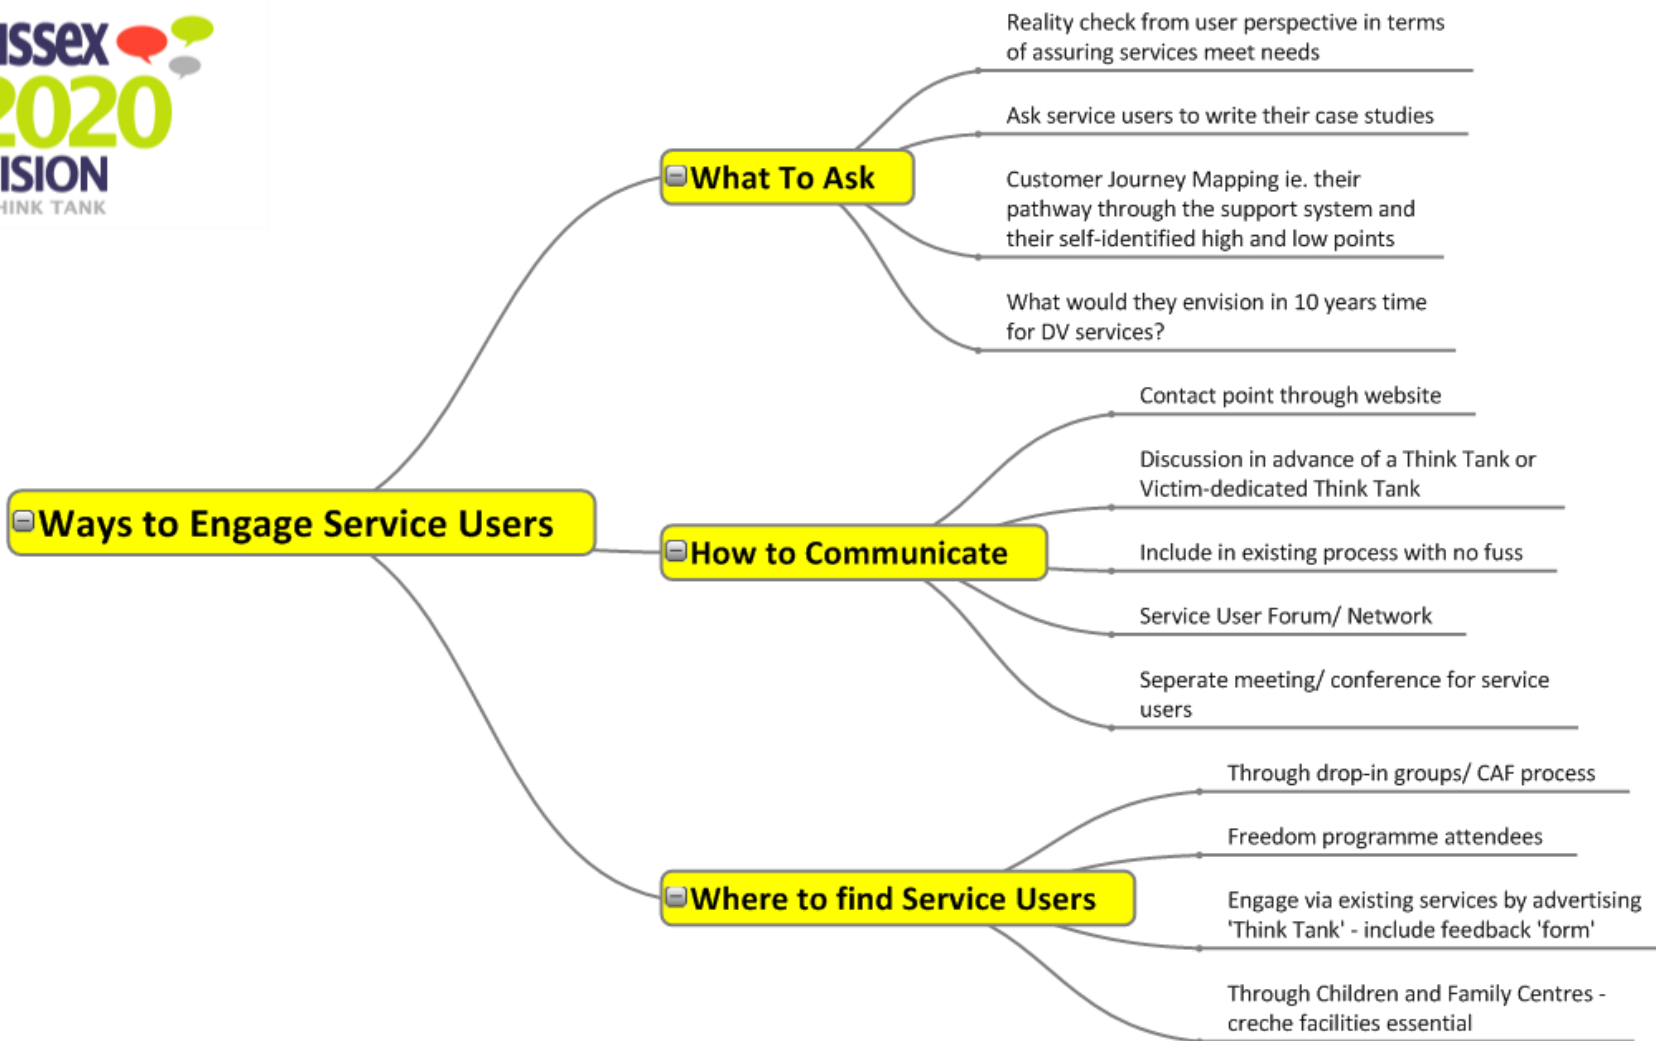 ussex
2020
ISION
HINK TANK
Reality check from user perspective in terms
of assuring services meet needs
Ask service users to write their case studies
What To Ask
Customer Journey Mapping ie. their
pathway through the support system and
their self-identified high and low points
What would they envision in 10 years time
for DV services?
Contact point through website
Discussion in advance of a Think Tank or
Victim-dedicated Think Tank
Ways to Engage Service Users
How to Communicate
Include in existing process with no fuss
Service User Forum/ Network
Seperate meeting/ conference for service
users
Through drop-in groups/ CAF process
Freedom programme attendees
Where to find Service Users
Engage via existing services by advertising
'Think Tank' - include feedback 'form'
Through Children and Family Centres -
creche facilities essential